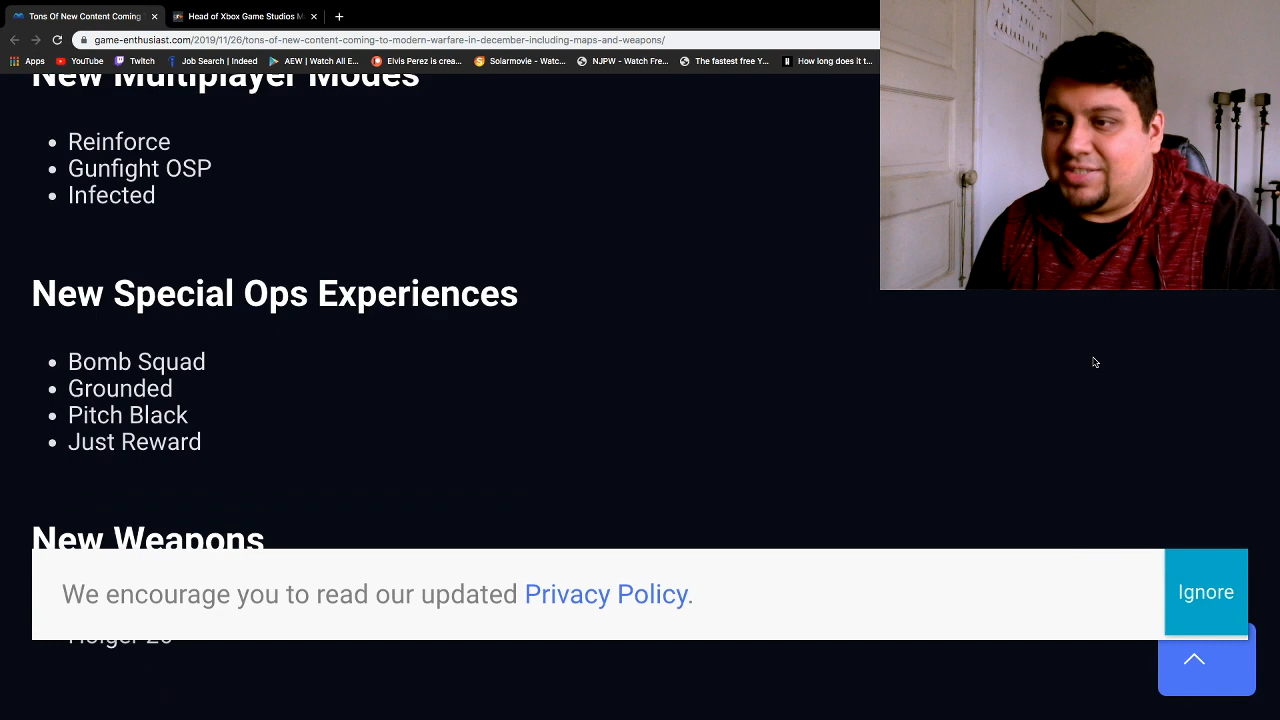 Tons Of New Content Coming
Head of Xbox Game Studios M
game-enthusiast.com/2019/11/26/tons-of-new-content-coming-to-modern-warfare-in-december-including-maps-and-weapons/
Apps
YouTube
Twitch
Job Search | Indeed
AEW | Watch All E...
Elvis Perez is crea...
Solarmovie - Watc...
NJPW - Watch Fre...
The fastest free Y...
How long does it t...
New Multiplayer Modes
Reinforce
Gunfight OSP
Infected
New Special Ops Experiences
Bomb Squad
Grounded
Pitch Black
Just Reward
New Weapons
We encourage you to read our updated Privacy Policy.
Ignore
Holger 26